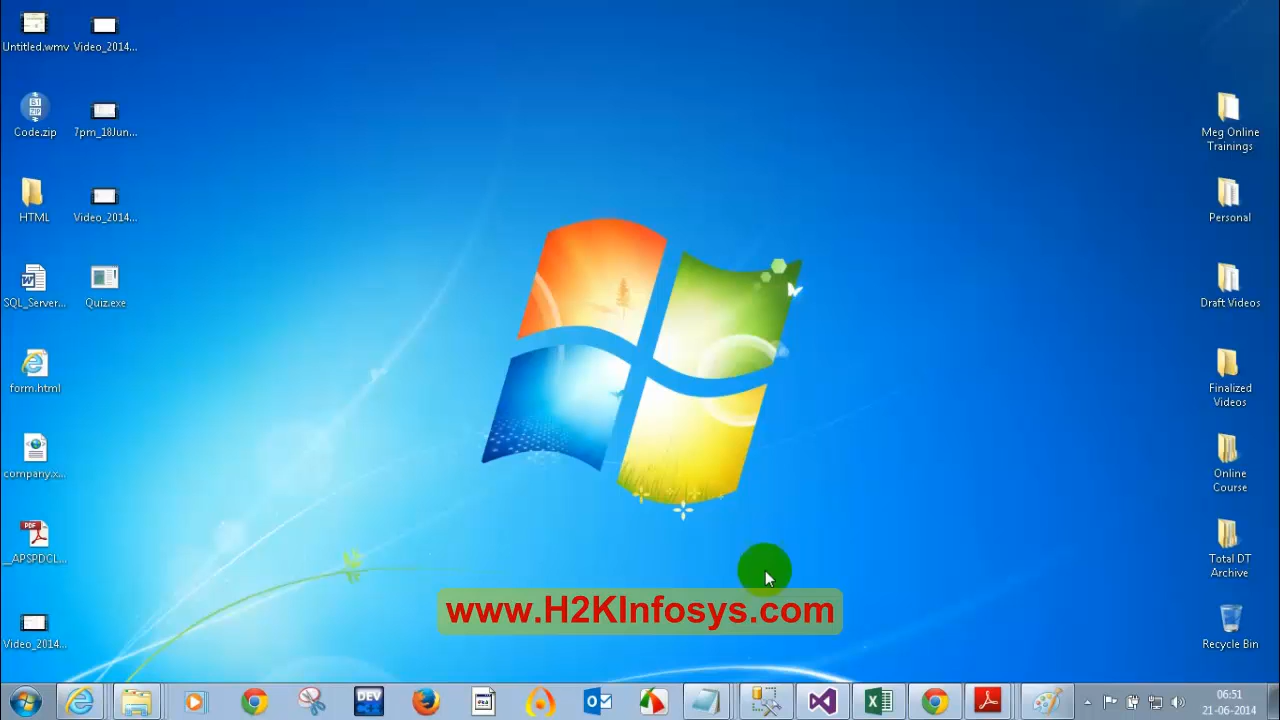 Untitled.wmv
Video_2014...
Code.zip
7pm_18Jun...
HTML
Video_2014...
SQL_Server...
Quiz.exe
form.html
company.x...
__APSPDCL...
Video_2014...
Meg Online
Trainings
Personal
Draft Videos
Finalized
Videos
Online
Course
Total DT
Archive
Recycle Bin
www.H2KInfosys.com
DEV
06:51
21-06-2014